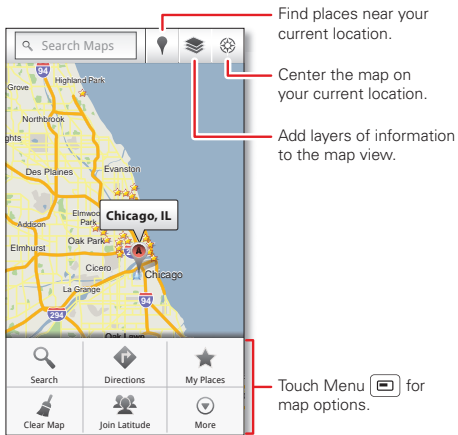 Find places near your
current location.
Search Maps
Center the map on
your current location.
Add layers of information
to the map view.
94
Highland Park
Grove
Northbrook
ghts
Des Plaines
Evanston
Chicago, IL
Elmwood
Park
Addison
Oak Park
Elmhurst
A
Cicero
Chicago
La Grange
294
94
Oak Lawn
Search
Directions
My Places
Touch Menu for
map options.
Clear Map
Join Latitude
More